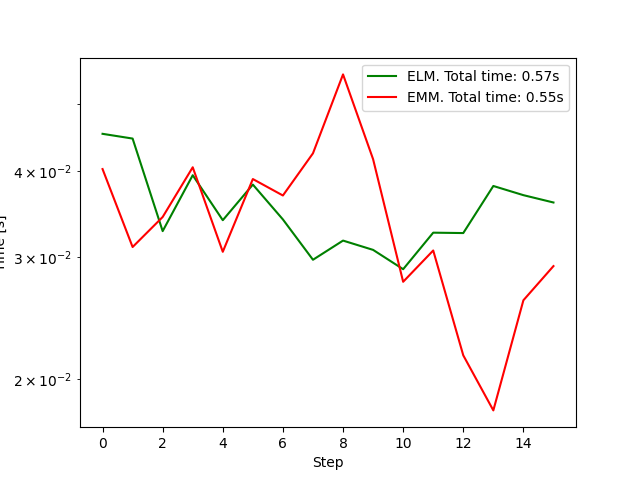 ELM. Total time: 0.57s
EMM. Total time: 0.55s
4 × 10⁻²
3 × 10⁻²
2 × 10⁻²
Time [s]
0 2 4 6 8 10 12 14
Step